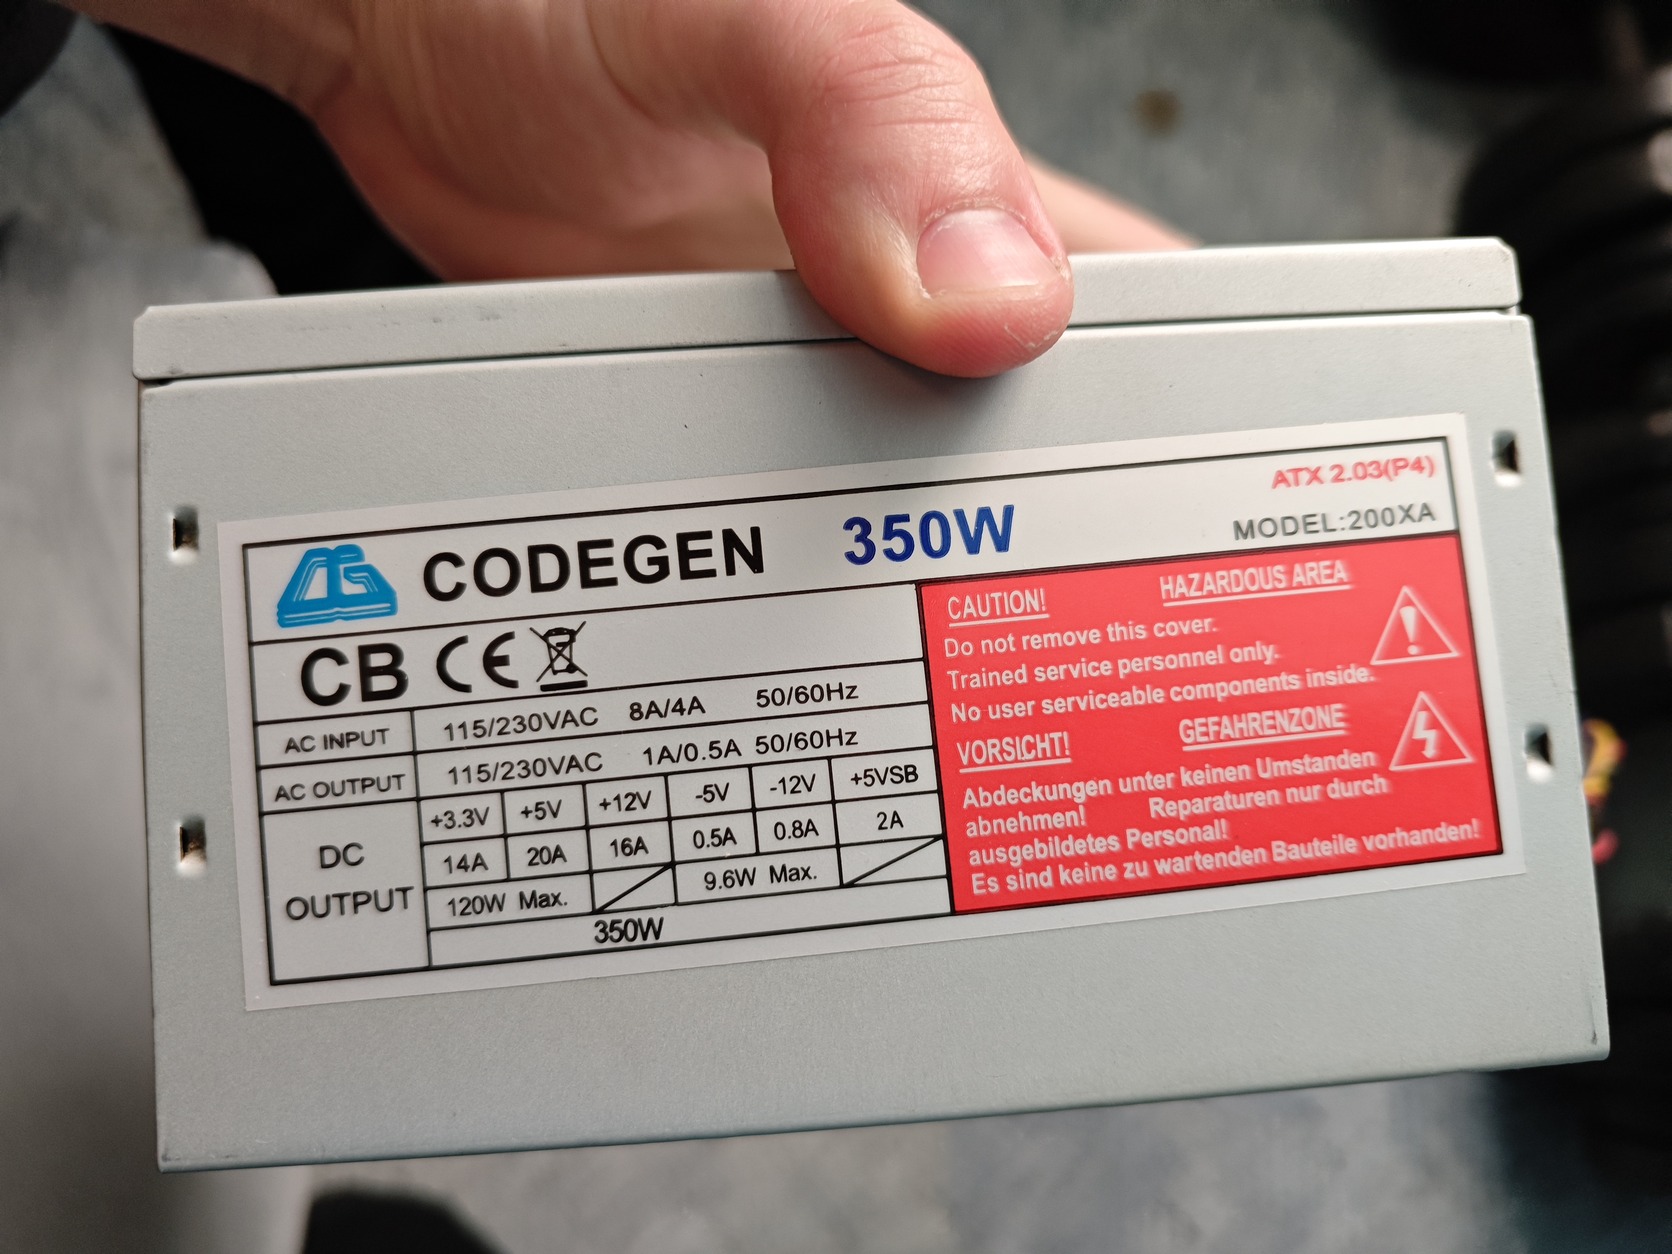 CODEGEN 350W
ATX 2.03(P4)
MODEL:200XA
CB CE
AC INPUT 115/230VAC 8A/4A 50/60Hz
AC OUTPUT 115/230VAC 1A/0.5A 50/60Hz
DC OUTPUT
+3.3V +5V +12V -5V -12V +5VSB
14A 20A 16A 0.5A 0.8A 2A
120W Max. 9.6W Max.
350W
CAUTION! HAZARDOUS AREA
Do not remove this cover.
Trained service personnel only.
No user serviceable components inside.
VORSICHT! GEFAHRENZONE
Abdeckungen unter keinen Umstanden
abnehmen! Reparaturen nur durch
ausgebildetes Personal!
Es sind keine zu wartenden Bauteile vorhanden!